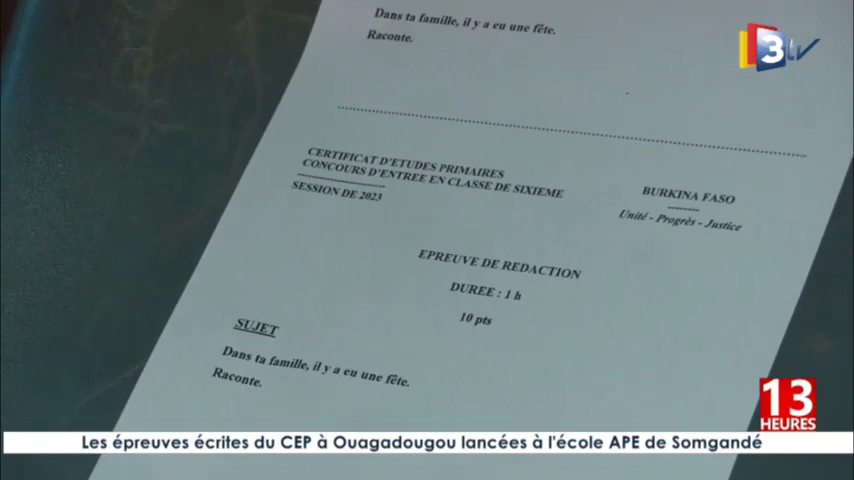 Dans ta famille, il y a eu une fête.
Raconte.
3tv
CERTIFICAT D'ETUDES PRIMAIRES
CONCOURS D'ENTREE EN CLASSE DE SIXIEME
SESSION DE 2023
BURKINA FASO
Unité - Progrès - Justice
EPREUVE DE REDACTION
DUREE : 1 h
10 pts
SUJET
Dans ta famille, il y a eu une fête.
Raconte.
13
HEURES
Les épreuves écrites du CEP à Ouagadougou lancées à l'école APE de Somgandé